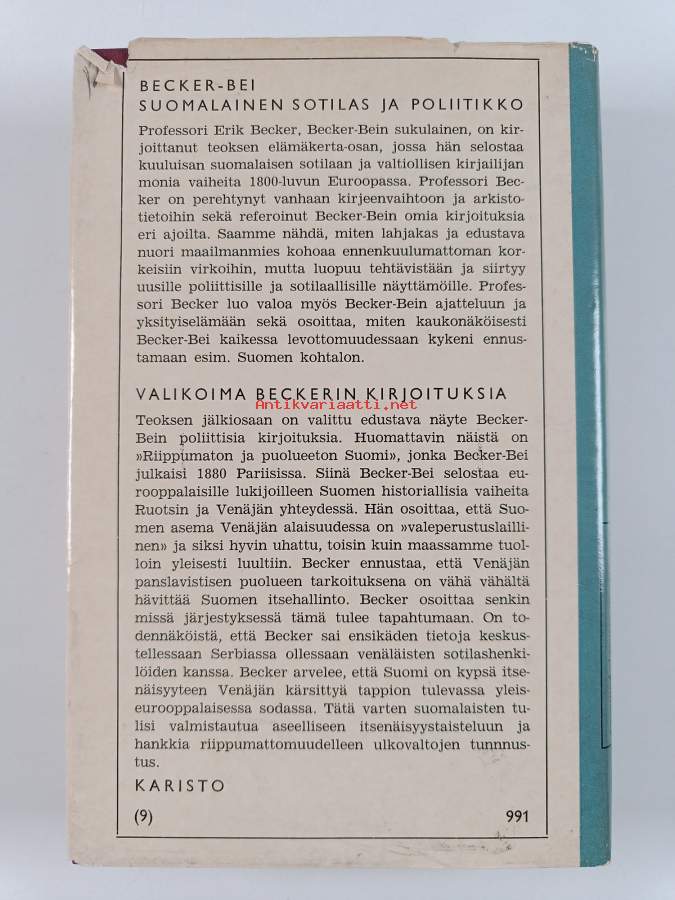 BECKER-BEI
SUOMALAINEN SOTILAS JA POLIITIKKO
Professori Erik Becker, Becker-Bein sukulainen, on kir-
joittanut teoksen elämäkerta-osan, jossa hän selostaa
kuuluisan suomalaisen sotilaan ja valtiollisen kirjailijan
monia vaiheita 1800-luvun Euroopassa. Professori Bec-
ker on perehtynyt vanhaan kirjeenvaihtoon ja arkisto-
tietoihin sekä referoinut Becker-Bein omia kirjoituksia
eri ajoilta. Saamme nähdä, miten lahjakas ja edustava
nuori maailmanmies kohoaa ennenkuulumattoman kor-
keisiin virkoihin, mutta luopuu tehtävistään ja siirtyy
uusille poliittisille ja sotilaallisille näyttämöille. Profes-
sori Becker luo valoa myös Becker-Bein ajatteluun ja
yksityiselämään sekä osoittaa, miten kaukonäköisesti
Becker-Bei kaikessa levottomuudessaan kykeni ennus-
tamaan esim. Suomen kohtalon.
VALIKOIMA BECKERIN KIRJOITUKSIA
Antikvariaatti.net
Teoksen jälkiosaan on valittu edustava näyte Becker-
Bein poliittisia kirjoituksia. Huomattavin näistä on
»Riippumaton ja puolueeton Suomi», jonka Becker-Bei
julkaisi 1880 Pariisissa. Siinä Becker-Bei selostaa eu-
rooppalaisille lukijoilleen Suomen historiallisia vaiheita
Ruotsin ja Venäjän yhteydessä. Hän osoittaa, että Suo-
men asema Venäjän alaisuudessa on »valeperustuslailli-
nen» ja siksi hyvin uhattu, toisin kuin maassamme tuol-
loin yleisesti luultiin. Becker ennustaa, että Venäjän
panslavistisen puolueen tarkoituksena on vähä vähältä
hävittää Suomen itsehallinto. Becker osoittaa senkin
missä järjestyksessä tämä tulee tapahtumaan. On to-
dennäköistä, että Becker sai ensikäden tietoja keskus-
tellessaan Serbiassa ollessaan venäläisten sotilashenki-
löiden kanssa. Becker arvelee, että Suomi on kypsä itse-
näisyyteen Venäjän kärsittyä tappion tulevassa yleis-
eurooppalaisessa sodassa. Tätä varten suomalaisten tu-
lisi valmistautua aseelliseen itsenäisyystaisteluun ja
hankkia riippumattomuudelleen ulkovaltojen tunnnus-
tus.
KARISTO
(9) 991